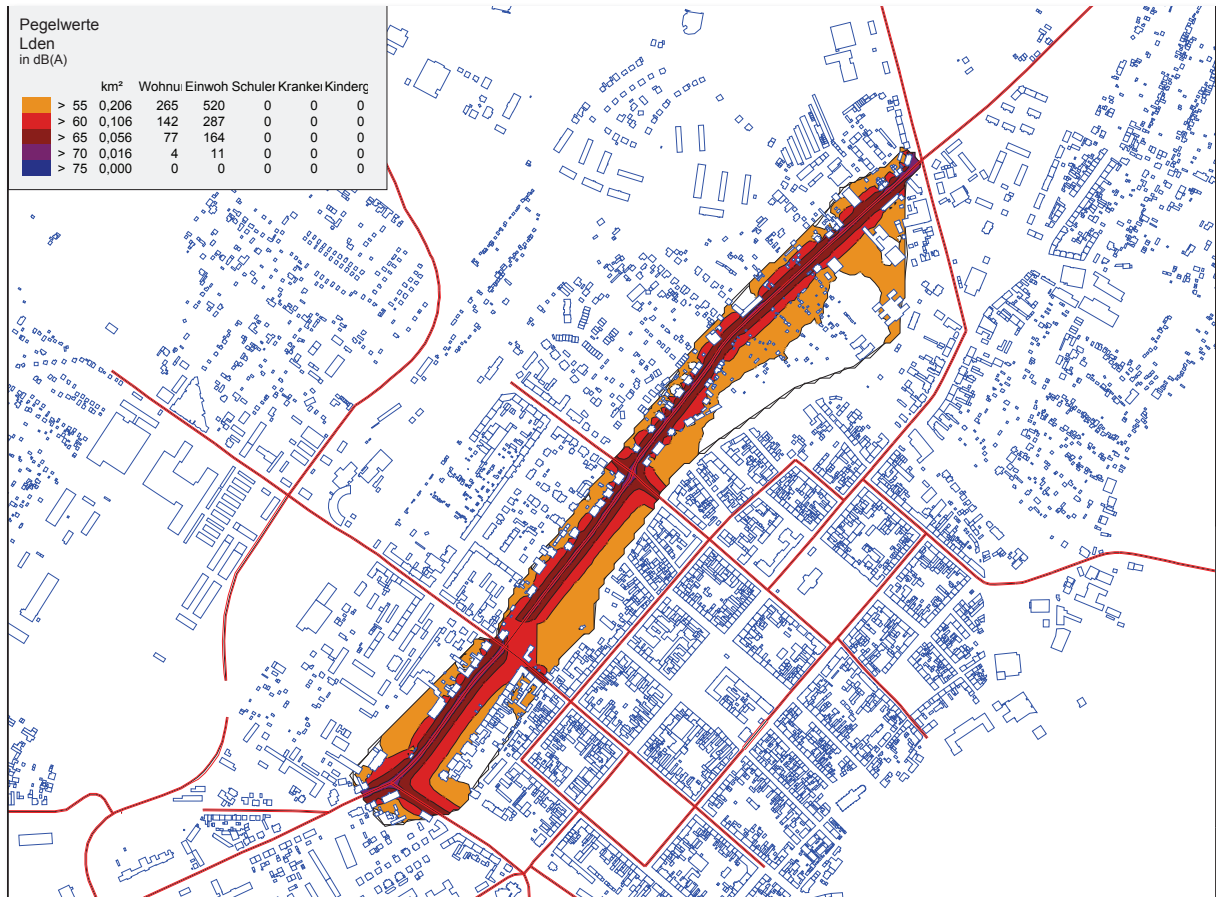 Pegelwerte
Lden
in dB(A)
km² Wohnu Einwoh Schuler Kranke Kinderg
> 55 0,206 265 520 0 0 0
> 60 0,106 142 287 0 0 0
> 65 0,056 77 164 0 0 0
> 70 0,016 4 11 0 0 0
> 75 0,000 0 0 0 0 0